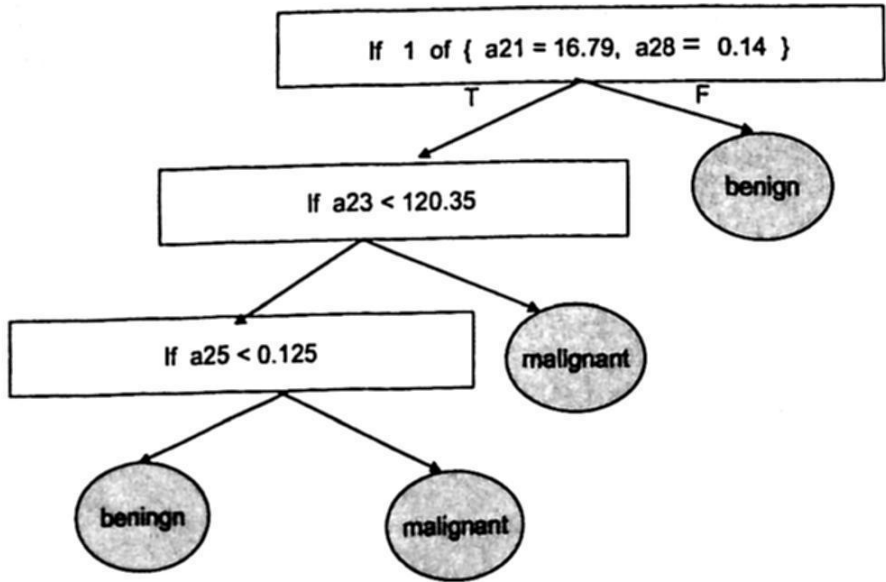 If 1 of { a21 = 16.79, a28 = 0.14 }
T
F
If a23 < 120.35
benign
If a25 < 0.125
malignant
beningn
malignant